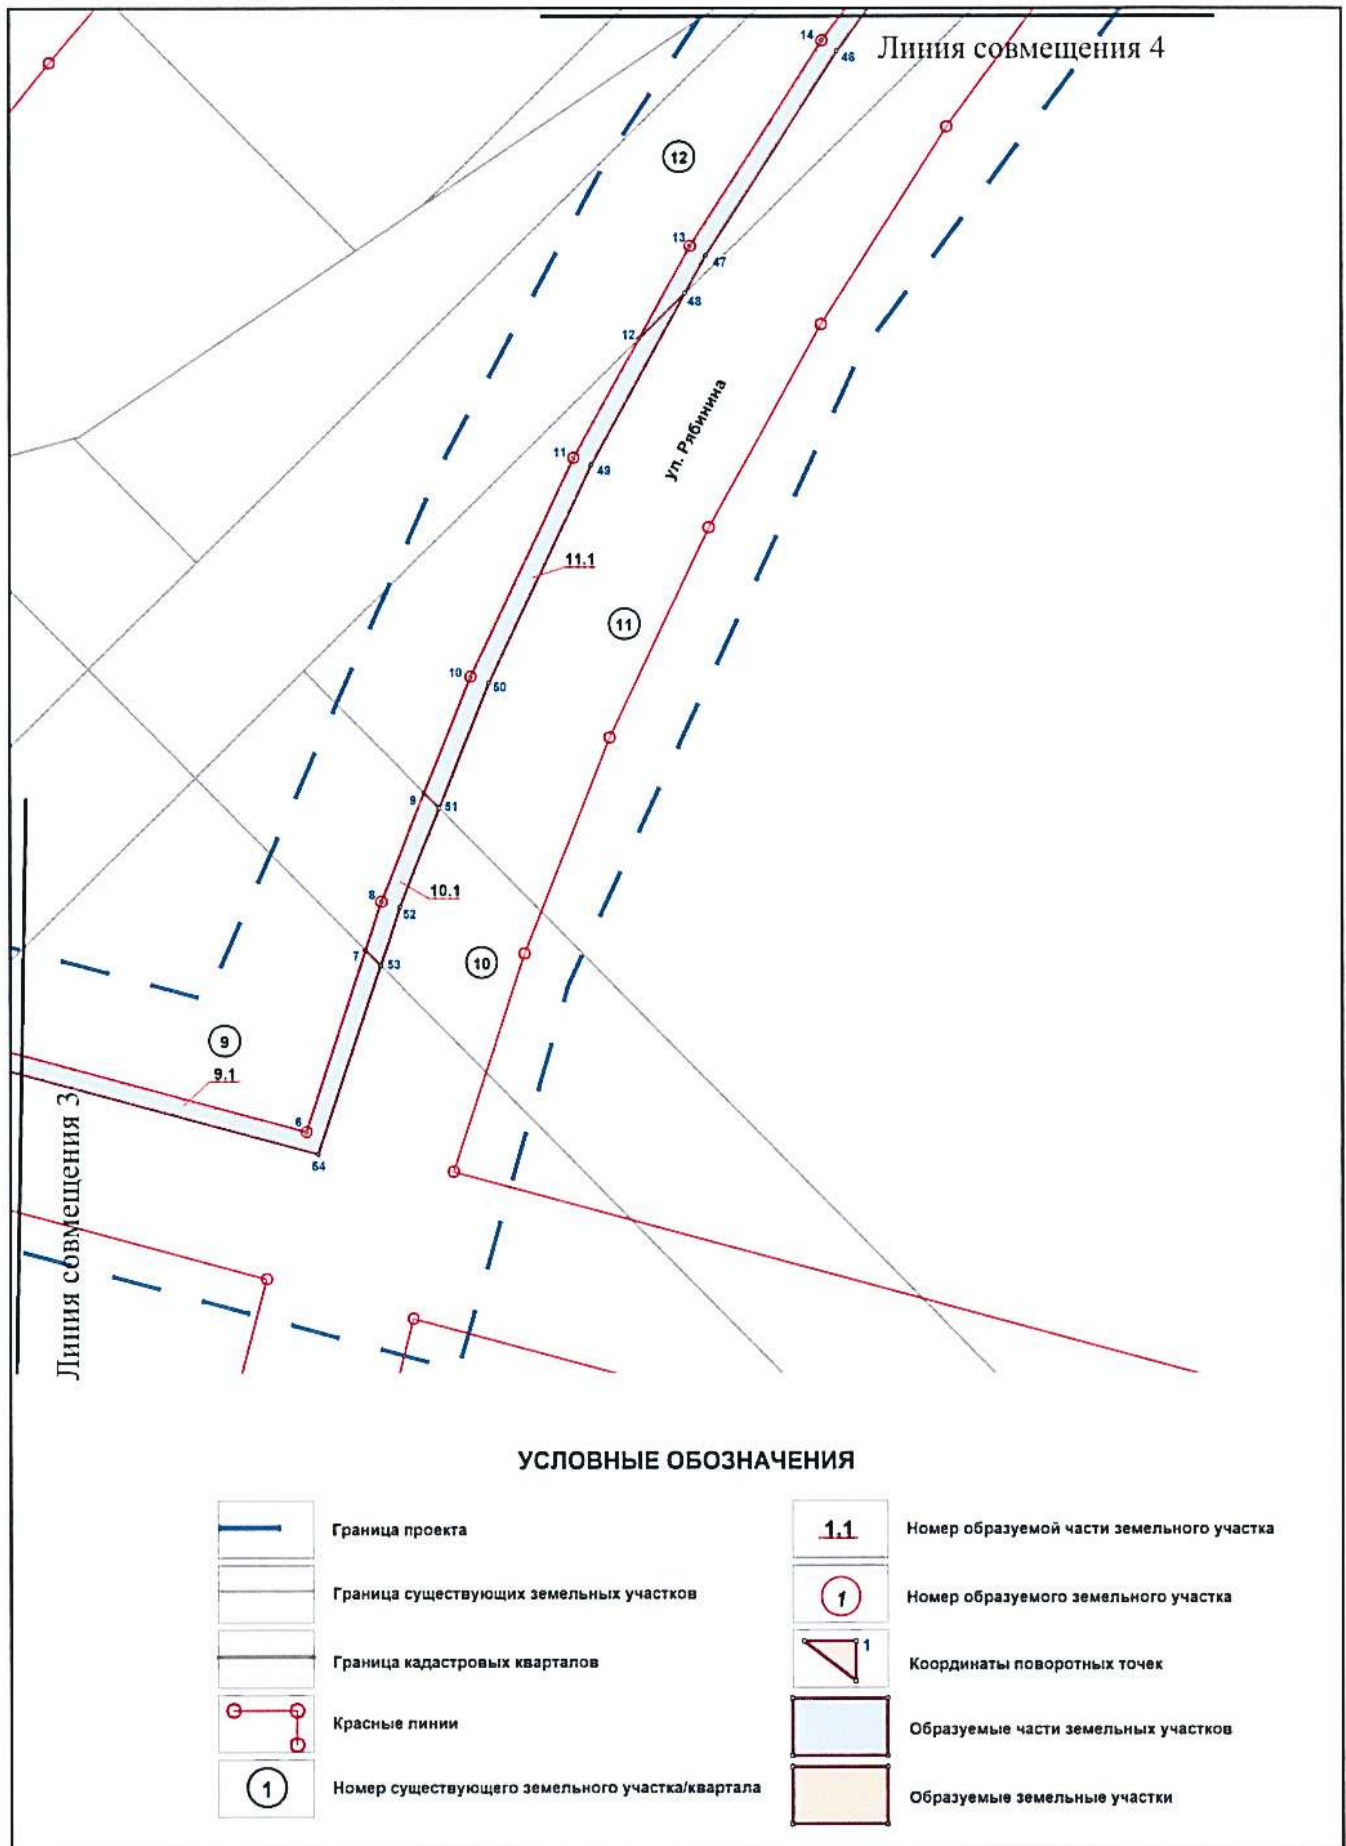 14
46
Линия совмещения 4
12
13
47
48
12
ул. Рябинина
11
49
11.1
11
10
50
9
51
8
10.1
52
7
53
10
9
9.1
6
54
Линия совмещения 3
УСЛОВНЫЕ ОБОЗНАЧЕНИЯ
Граница проекта
Граница существующих земельных участков
Граница кадастровых кварталов
Красные линии
1
Номер существующего земельного участка/квартала
1.1
Номер образуемой части земельного участка
1
Номер образуемого земельного участка
1
Координаты поворотных точек
Образуемые части земельных участков
Образуемые земельные участки